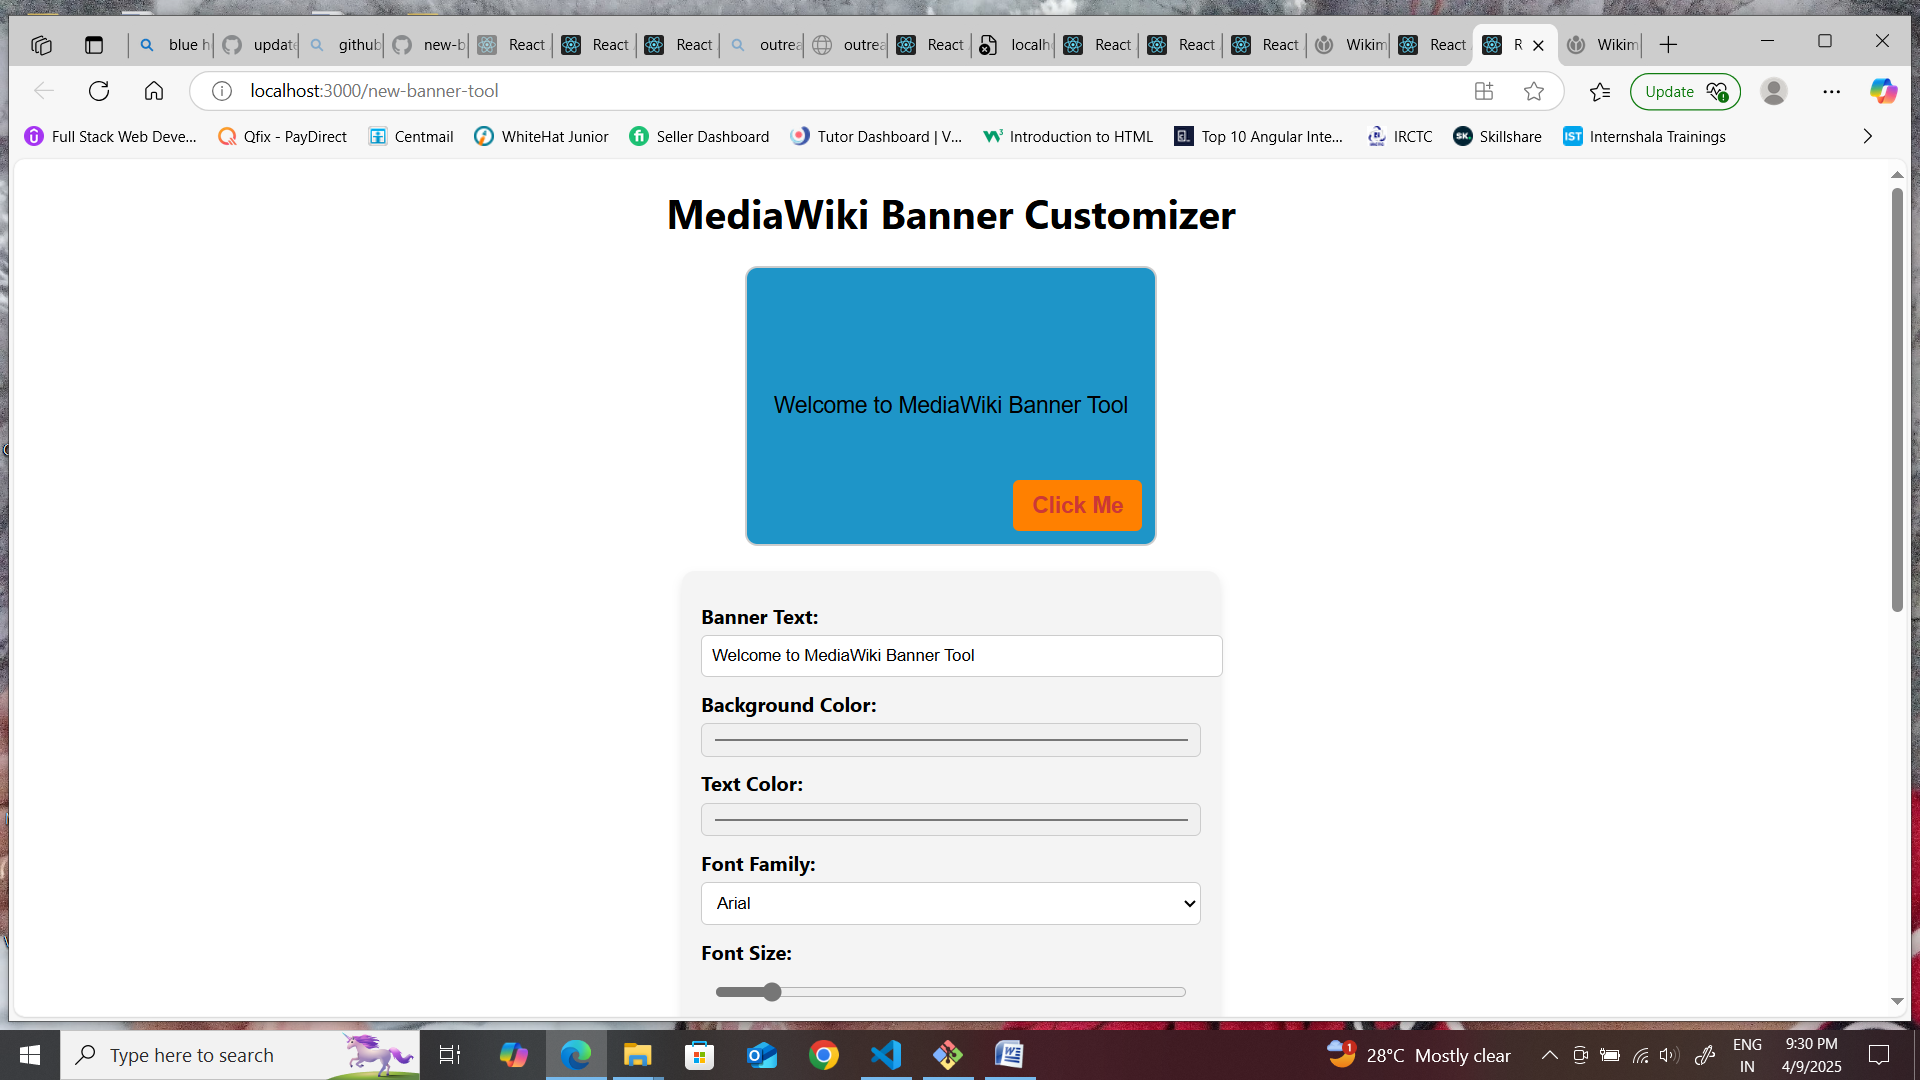 blue h
update
github
new-b
React
React
React
outrea
outrea
React
localh
React
React
React
Wikim
React
R
Wikim
localhost:3000/new-banner-tool
Update
Full Stack Web Deve...
Qfix - PayDirect
Centmail
WhiteHat Junior
Seller Dashboard
Tutor Dashboard | V...
Introduction to HTML
Top 10 Angular Inte...
IRCTC
SK.
Skillshare
IST
Internshala Trainings
MediaWiki Banner Customizer
Welcome to MediaWiki Banner Tool
Click Me
Banner Text:
Welcome to MediaWiki Banner Tool
Background Color:
Text Color:
Font Family:
Arial
Font Size:
Type here to search
1
28°C Mostly clear
ENG
IN
9:30 PM
4/9/2025